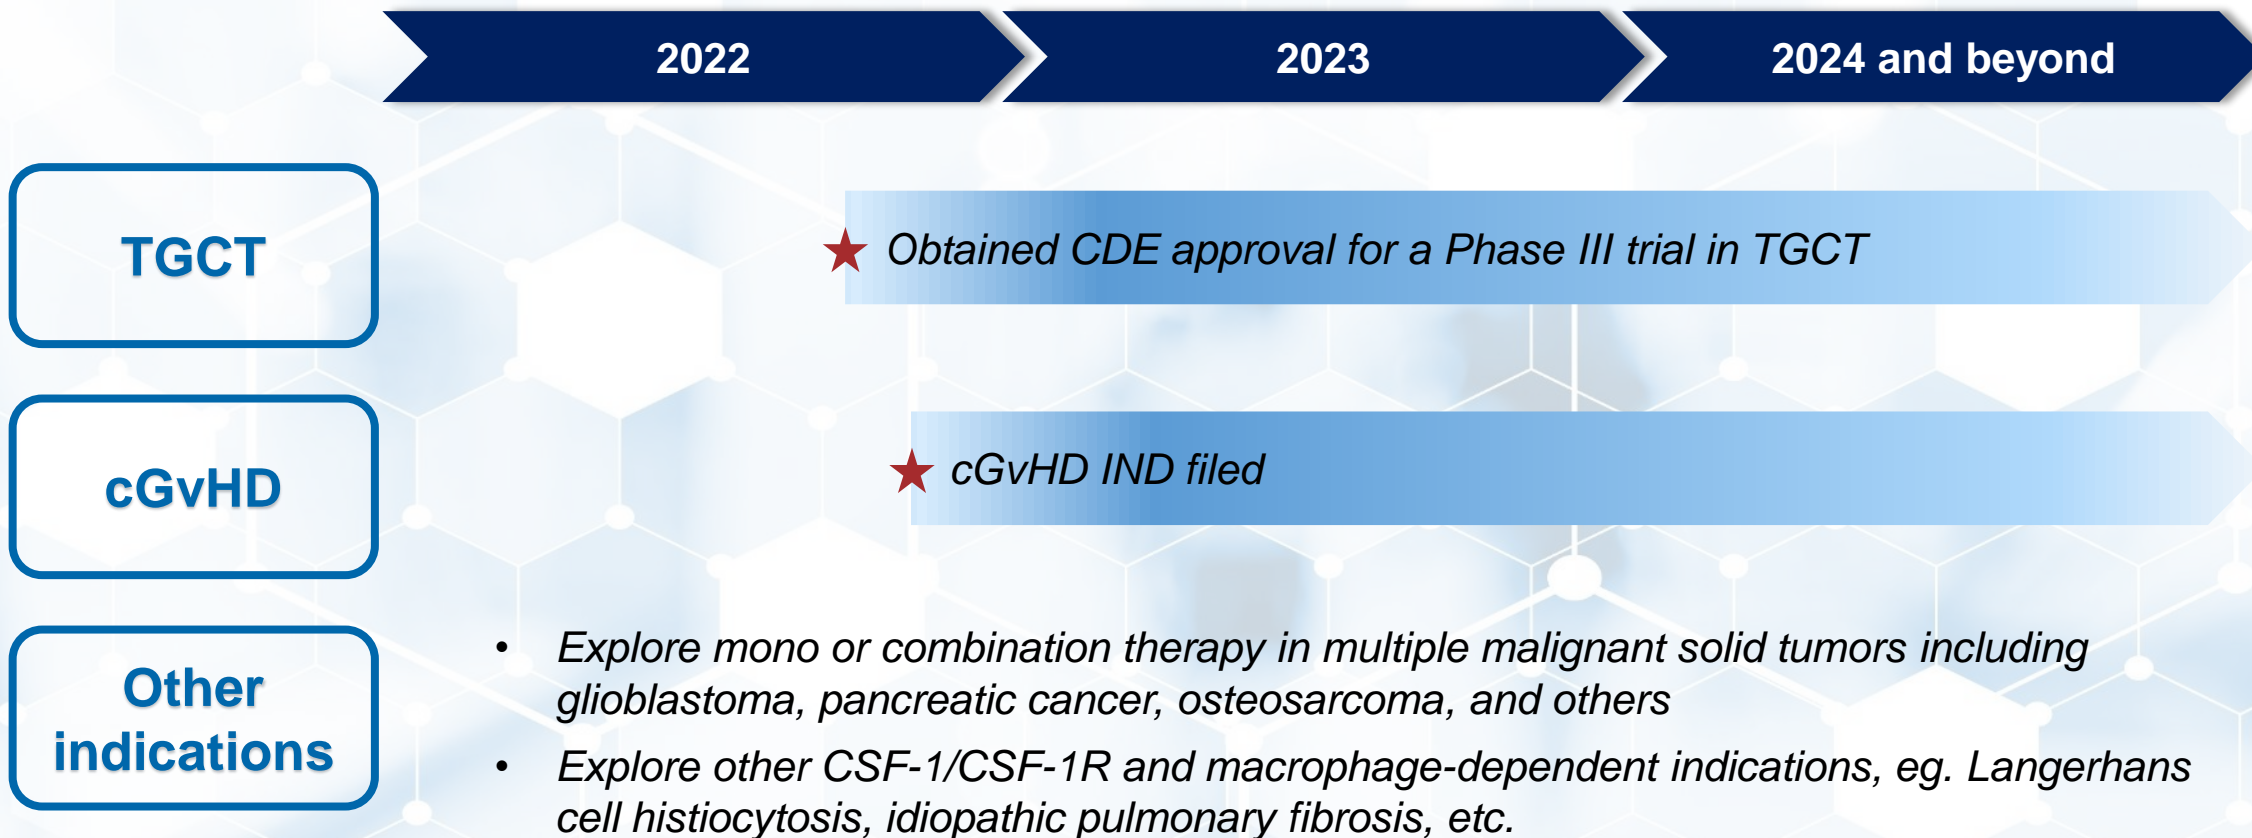 2022
2023
2024 and beyond
TGCT
Obtained CDE approval for a Phase III trial in TGCT
cGvHD
cGvHD IND filed
Other
indications
• Explore mono or combination therapy in multiple malignant solid tumors including
glioblastoma, pancreatic cancer, osteosarcoma, and others
• Explore other CSF-1/CSF-1R and macrophage-dependent indications, eg. Langerhans
cell histiocytosis, idiopathic pulmonary fibrosis, etc.